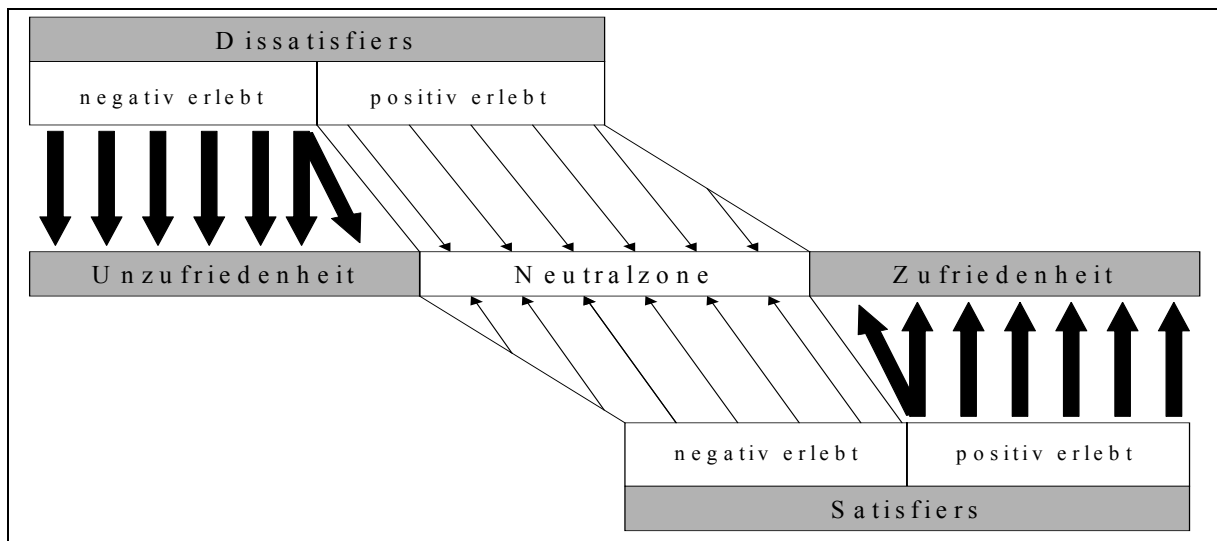 Dissatisfiers
negativ erlebt positiv erlebt
Unzufriedenheit Neutralzone Zufriedenheit
negativ erlebt positiv erlebt
Satisfiers